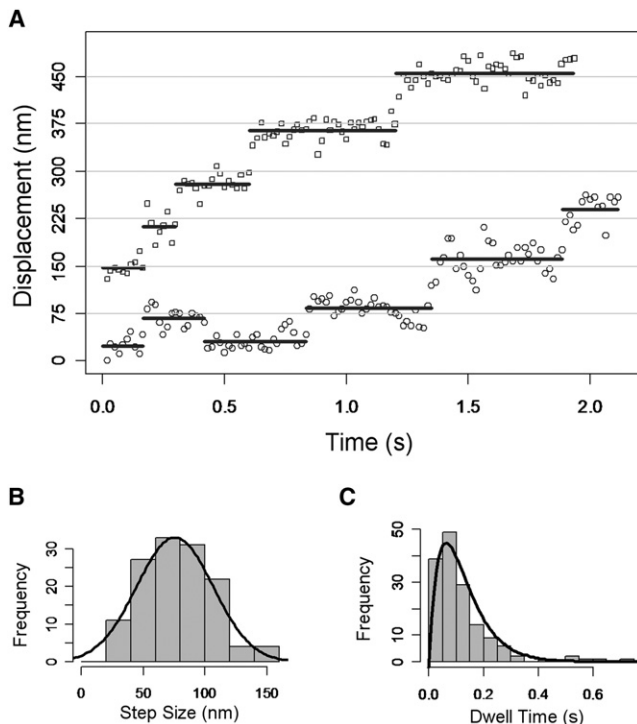 A
Displacement (nm)
450
375
300
225
150
75
0
0.0 0.5 1.0 1.5 2.0
Time (s)
B
Frequency
30
10
0
0 50 100 150
Step Size (nm)
C
Frequency
50
30
10
0
0.0 0.2 0.4 0.6
Dwell Time (s)